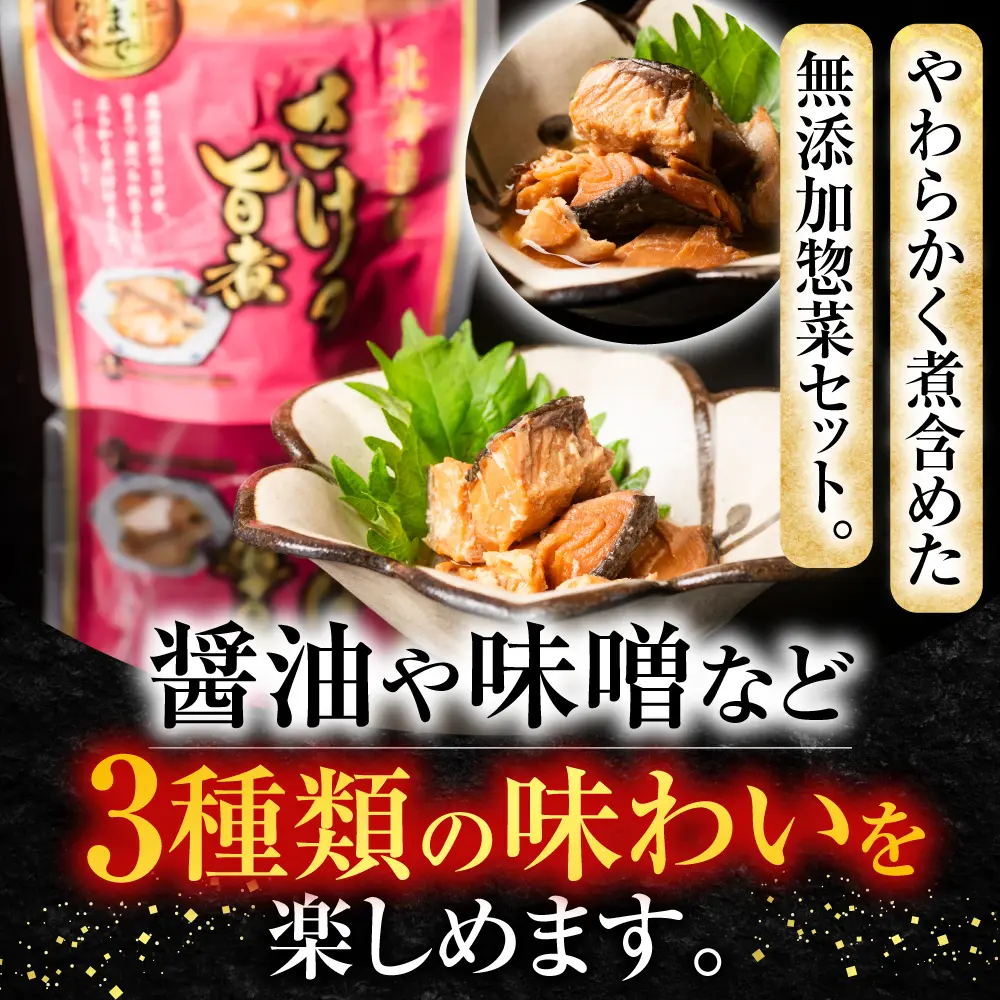 やわらかく煮含めた
無添加惣菜セット。
北海道
さけの
旨煮
醤油や味噌など
3種類の味わいを
楽しめます。